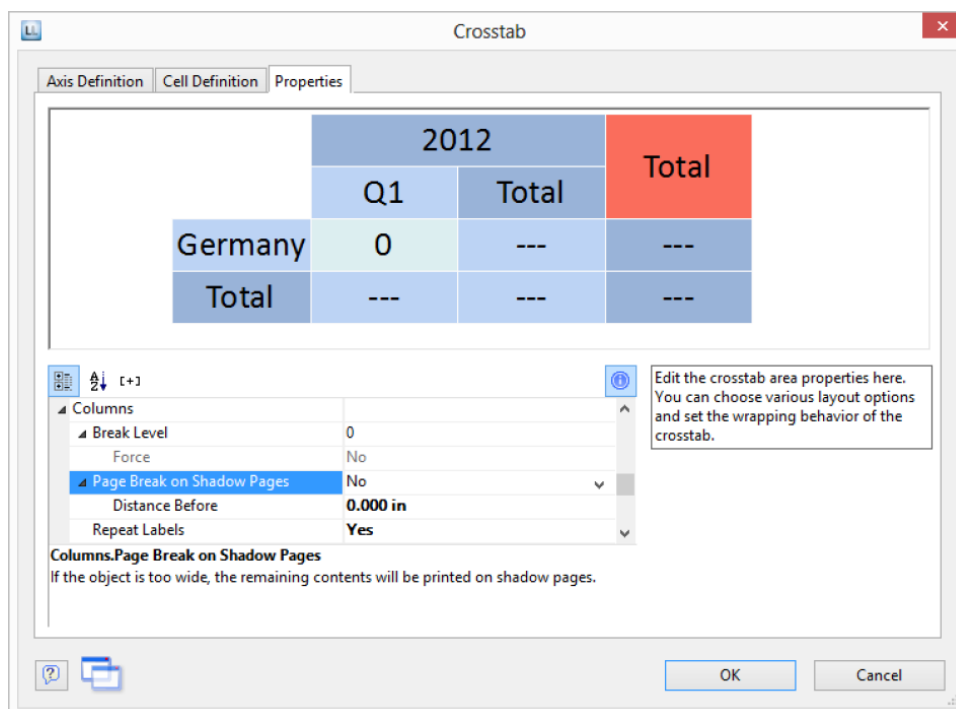 Crosstab
Axis Definition Cell Definition Properties
2012 Total
Q1 Total
Germany 0 --- ---
Total --- --- ---
A
Z [+]
Edit the crosstab area properties here.
You can choose various layout options
and set the wrapping behavior of the
crosstab.
Columns
Break Level 0
Force No
Page Break on Shadow Pages No
Distance Before 0.000 in
Repeat Labels Yes
Columns.Page Break on Shadow Pages
If the object is too wide, the remaining contents will be printed on shadow pages.
OK Cancel